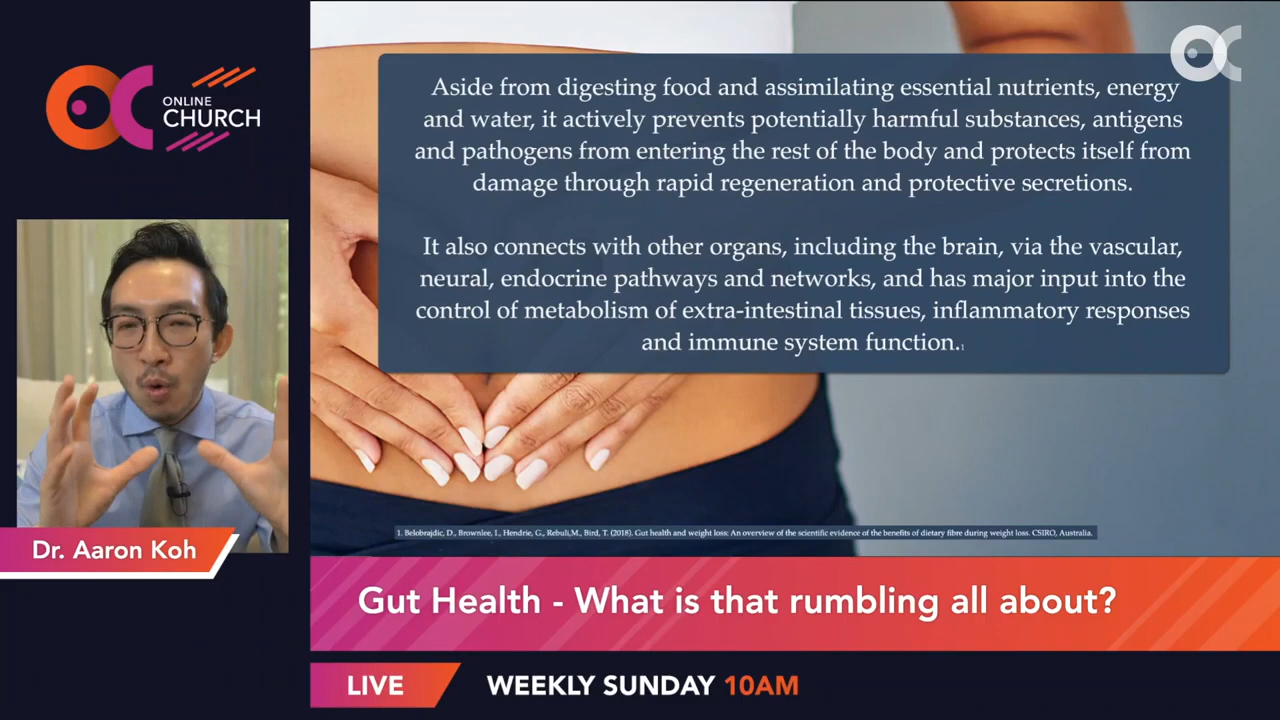 ONLINE
CHURCH
Aside from digesting food and assimilating essential nutrients, energy
and water, it actively prevents potentially harmful substances, antigens
and pathogens from entering the rest of the body and protects itself from
damage through rapid regeneration and protective secretions.
It also connects with other organs, including the brain, via the vascular,
neural, endocrine pathways and networks, and has major input into the
control of metabolism of extra-intestinal tissues, inflammatory responses
and immune system function.1
1. Belobrajdic, D., Brownlee, I., Hendrie, G., Rebuli,M., Bird, T. (2018). Gut health and weight loss: An overview of the scientific evidence of the benefits of dietary fibre during weight loss. CSIRO, Australia.
Dr. Aaron Koh
Gut Health - What is that rumbling all about?
LIVE
WEEKLY SUNDAY 10AM